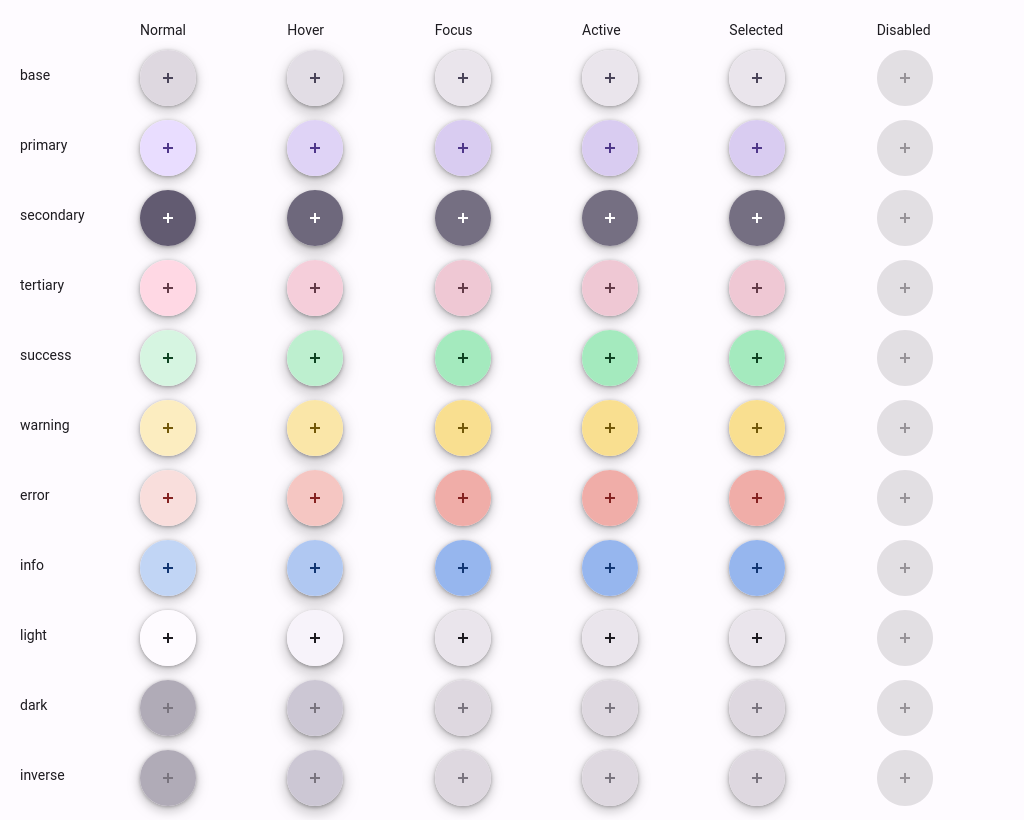 Normal Hover Focus Active Selected Disabled
base
primary
secondary
tertiary
success
warning
error
info
light
dark
inverse